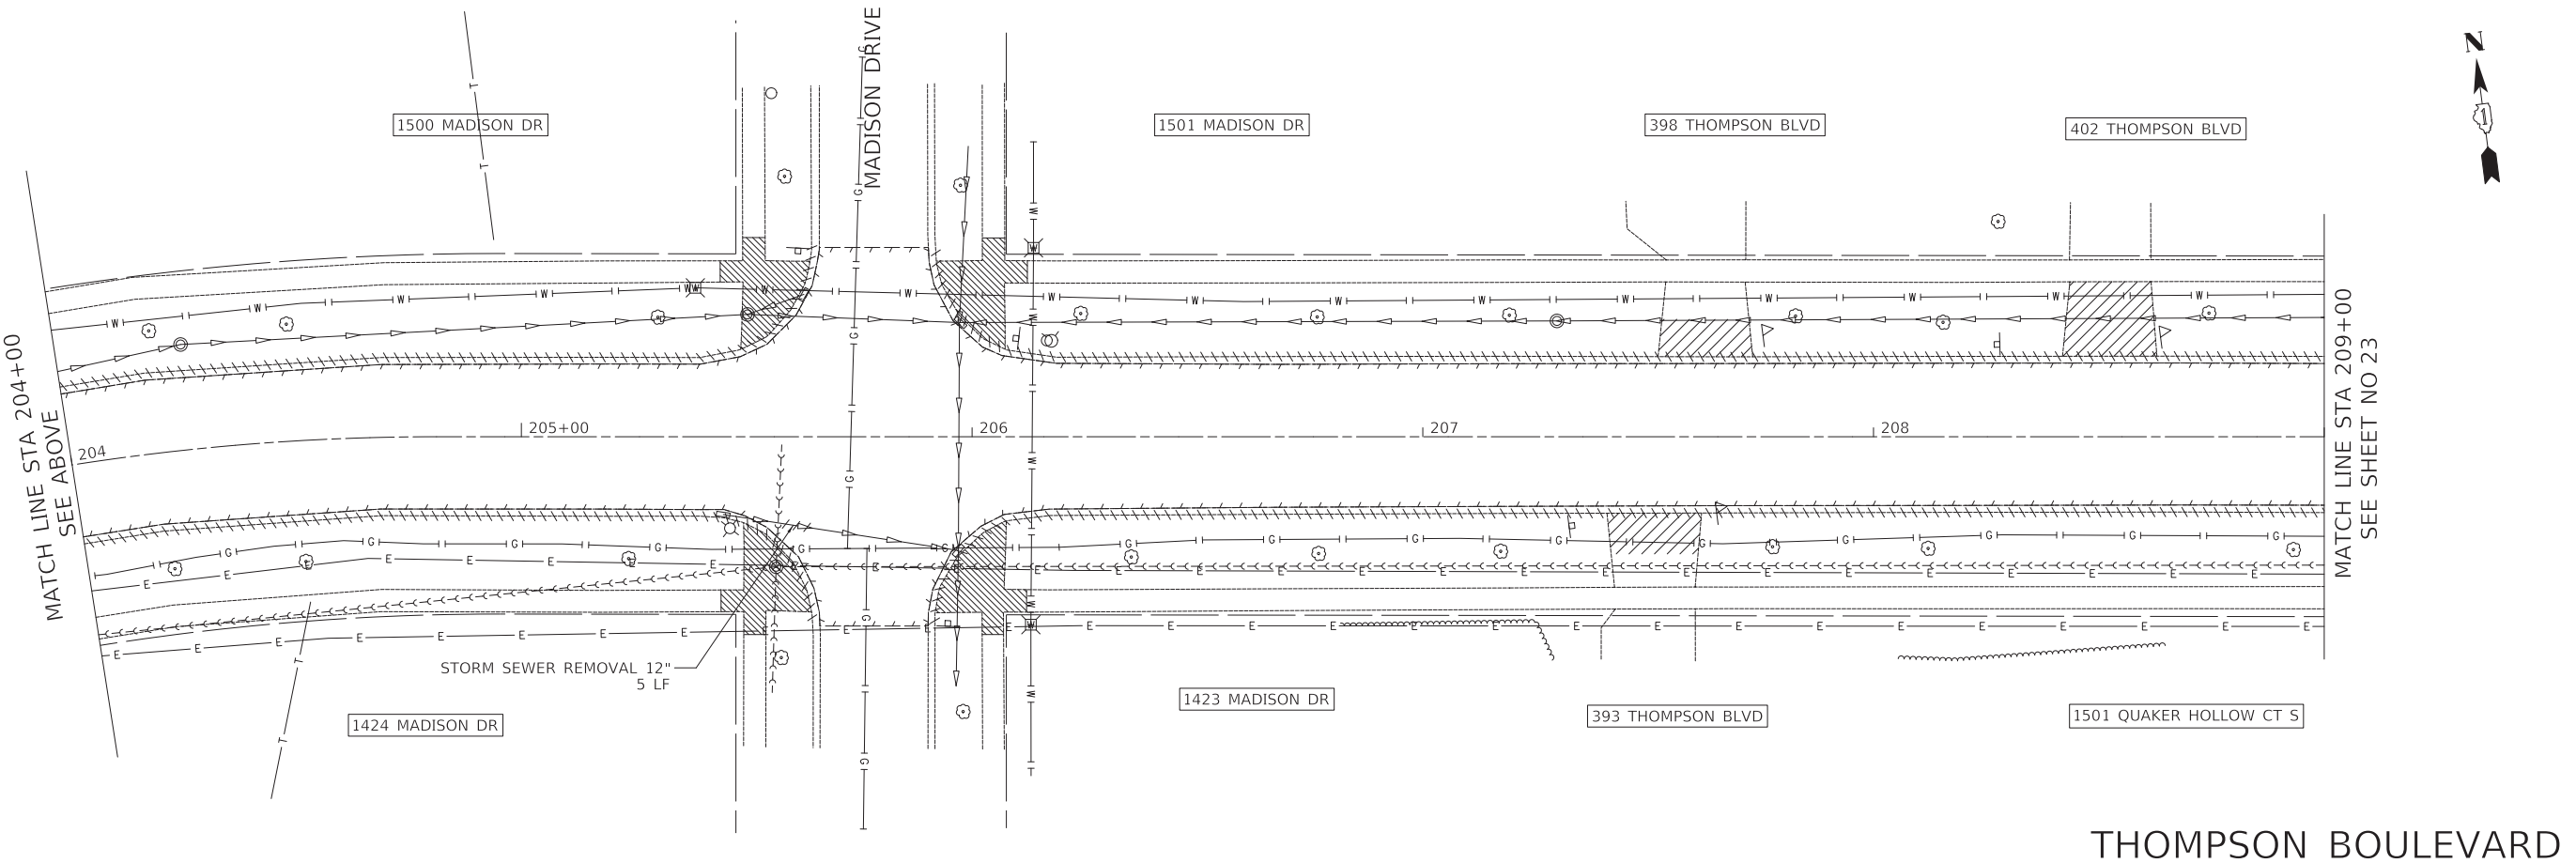 MADISON DRIVE
N
1
1500 MADISON DR
1501 MADISON DR
398 THOMPSON BLVD
402 THOMPSON BLVD
MATCH LINE STA 204+00
SEE ABOVE
204
205+00
206
207
208
MATCH LINE STA 209+00
SEE SHEET NO 23
STORM SEWER REMOVAL 12"
5 LF
1424 MADISON DR
1423 MADISON DR
393 THOMPSON BLVD
1501 QUAKER HOLLOW CT S
THOMPSON BOULEVARD